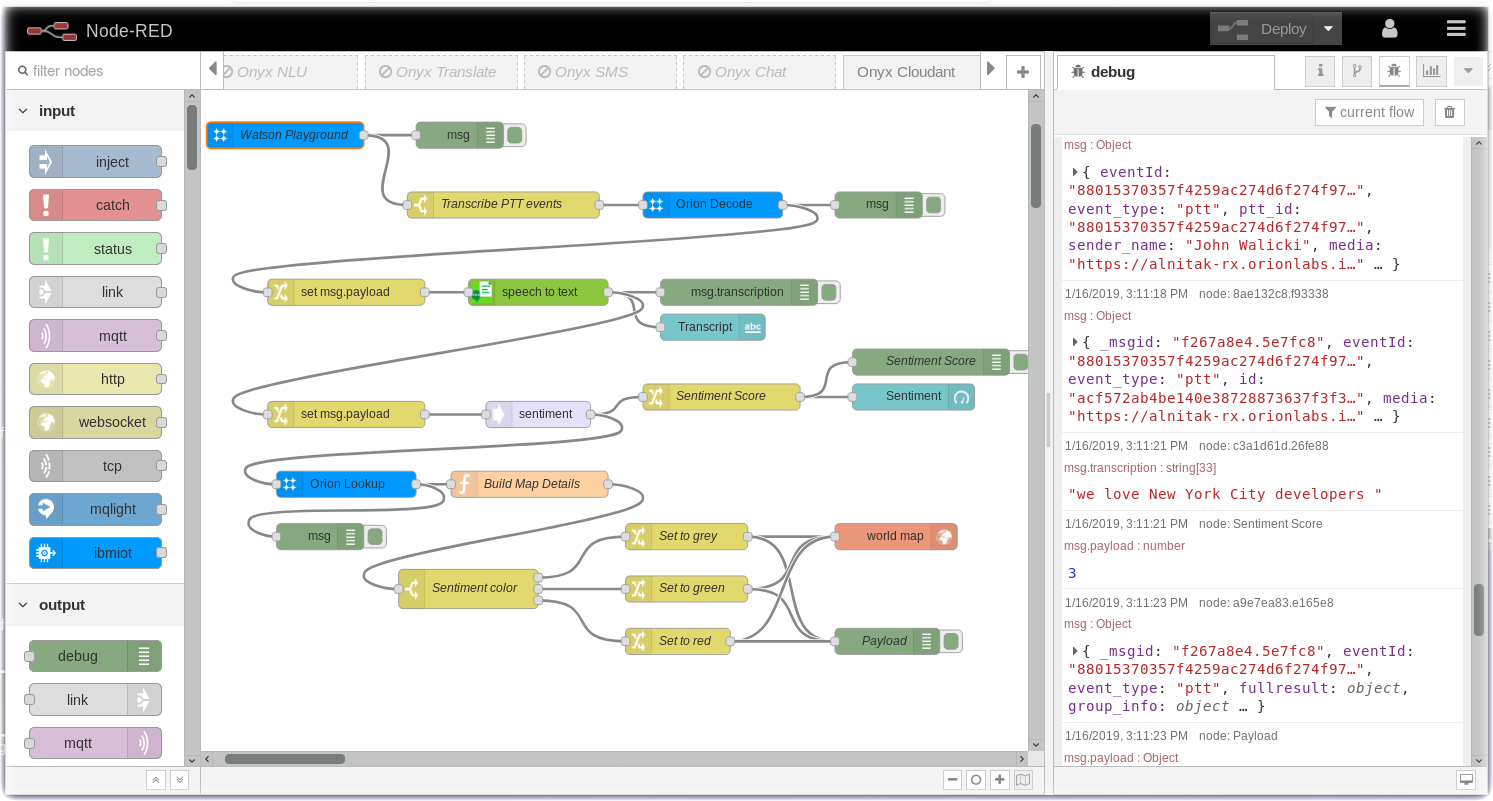 Node-RED
Deploy
filter nodes
Onyx NLU
Onyx Translate
Onyx SMS
Onyx Chat
Onyx Cloudant
debug
i
current flow
input
inject
catch
status
link
mqtt
http
websocket
tcp
mqlight
ibmiot
output
debug
link
mqtt
Watson Playground
msg
Transcribe PTT events
Orion Decode
msg
set msg.payload
speech to text
msg.transcription
Transcript
abc
Sentiment Score
set msg.payload
sentiment
Sentiment Score
Sentiment
Orion Lookup
f
Build Map Details
msg
Set to grey
world map
Sentiment color
Set to green
Set to red
Payload
msg : Object
{ eventId:
"88015370357f4259ac274d6f274f97…",
event_type: "ptt", ptt_id:
"88015370357f4259ac274d6f274f97…",
sender_name: "John Walicki", media:
"https://alnitak-rx.orionlabs.i…" … }
1/16/2019, 3:11:18 PM node: 8ae132c8.f93338
msg : Object
{ _msgid: "f267a8e4.5e7fc8", eventId:
"88015370357f4259ac274d6f274f97…",
event_type: "ptt", id:
"acf572ab4be140e38728873637f3f3…", media:
"https://alnitak-rx.orionlabs.i…" … }
1/16/2019, 3:11:21 PM node: c3a1d61d.26fe88
msg.transcription : string[33]
"we love New York City developers "
1/16/2019, 3:11:21 PM node: Sentiment Score
msg.payload : number
3
1/16/2019, 3:11:23 PM node: a9e7ea83.e165e8
msg : Object
{ _msgid: "f267a8e4.5e7fc8", eventId:
"88015370357f4259ac274d6f274f97…",
event_type: "ptt", fullresult: object,
group_info: object … }
1/16/2019, 3:11:23 PM node: Payload
msg.payload : Object